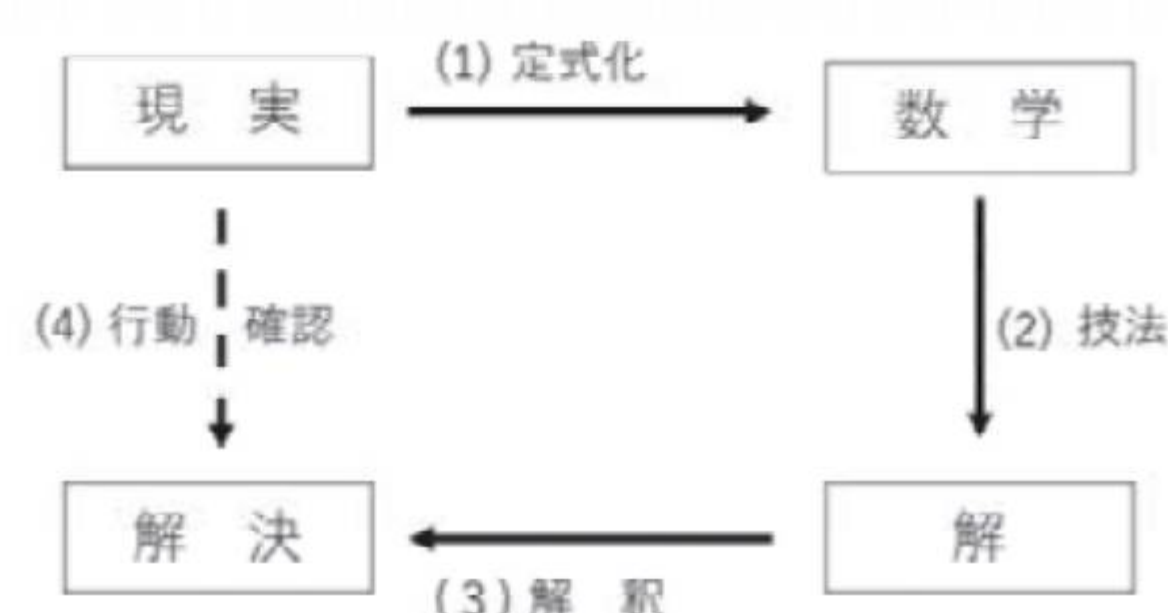 (1) 定式化
現 実
数 学
(4) 行動 確認
(2) 技法
解 決
解
(3) 解 釈